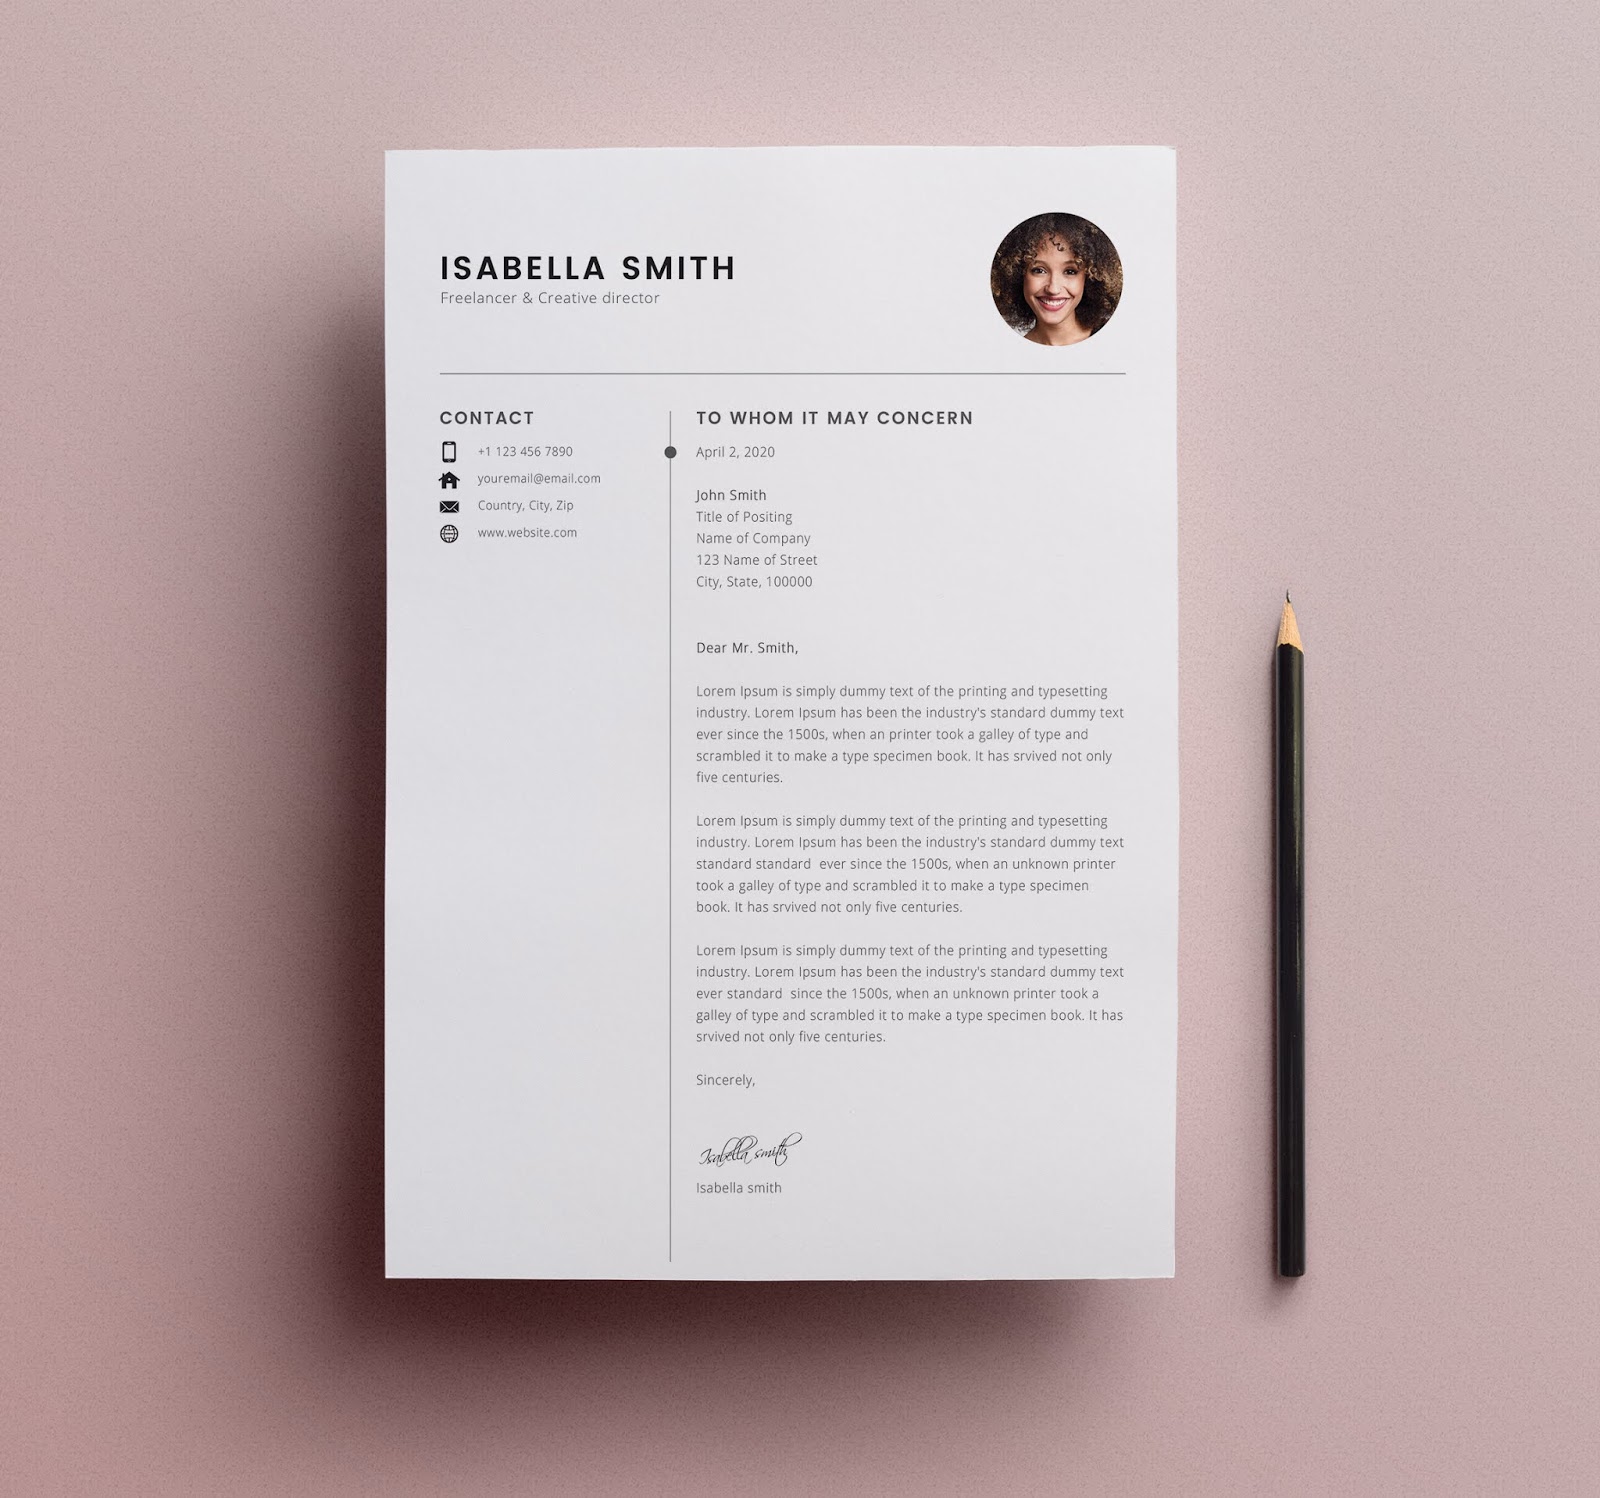 ISABELLA SMITH
Freelancer & Creative director
CONTACT
+1 123 456 7890
youremail@email.com
Country, City, Zip
www.website.com
TO WHOM IT MAY CONCERN
April 2, 2020
John Smith
Title of Positing
Name of Company
123 Name of Street
City, State, 100000
Dear Mr. Smith,
Lorem Ipsum is simply dummy text of the printing and typesetting
industry. Lorem Ipsum has been the industry's standard dummy text
ever since the 1500s, when an printer took a galley of type and
scrambled it to make a type specimen book. It has srvived not only
five centuries.
Lorem Ipsum is simply dummy text of the printing and typesetting
industry. Lorem Ipsum has been the industry's standard dummy text
standard standard  ever since the 1500s, when an unknown printer
took a galley of type and scrambled it to make a type specimen
book. It has srvived not only five centuries.
Lorem Ipsum is simply dummy text of the printing and typesetting
industry. Lorem Ipsum has been the industry's standard dummy text
ever standard  since the 1500s, when an unknown printer took a
galley of type and scrambled it to make a type specimen book. It has
srvived not only five centuries.
Sincerely,
Isabella smith
Isabella smith